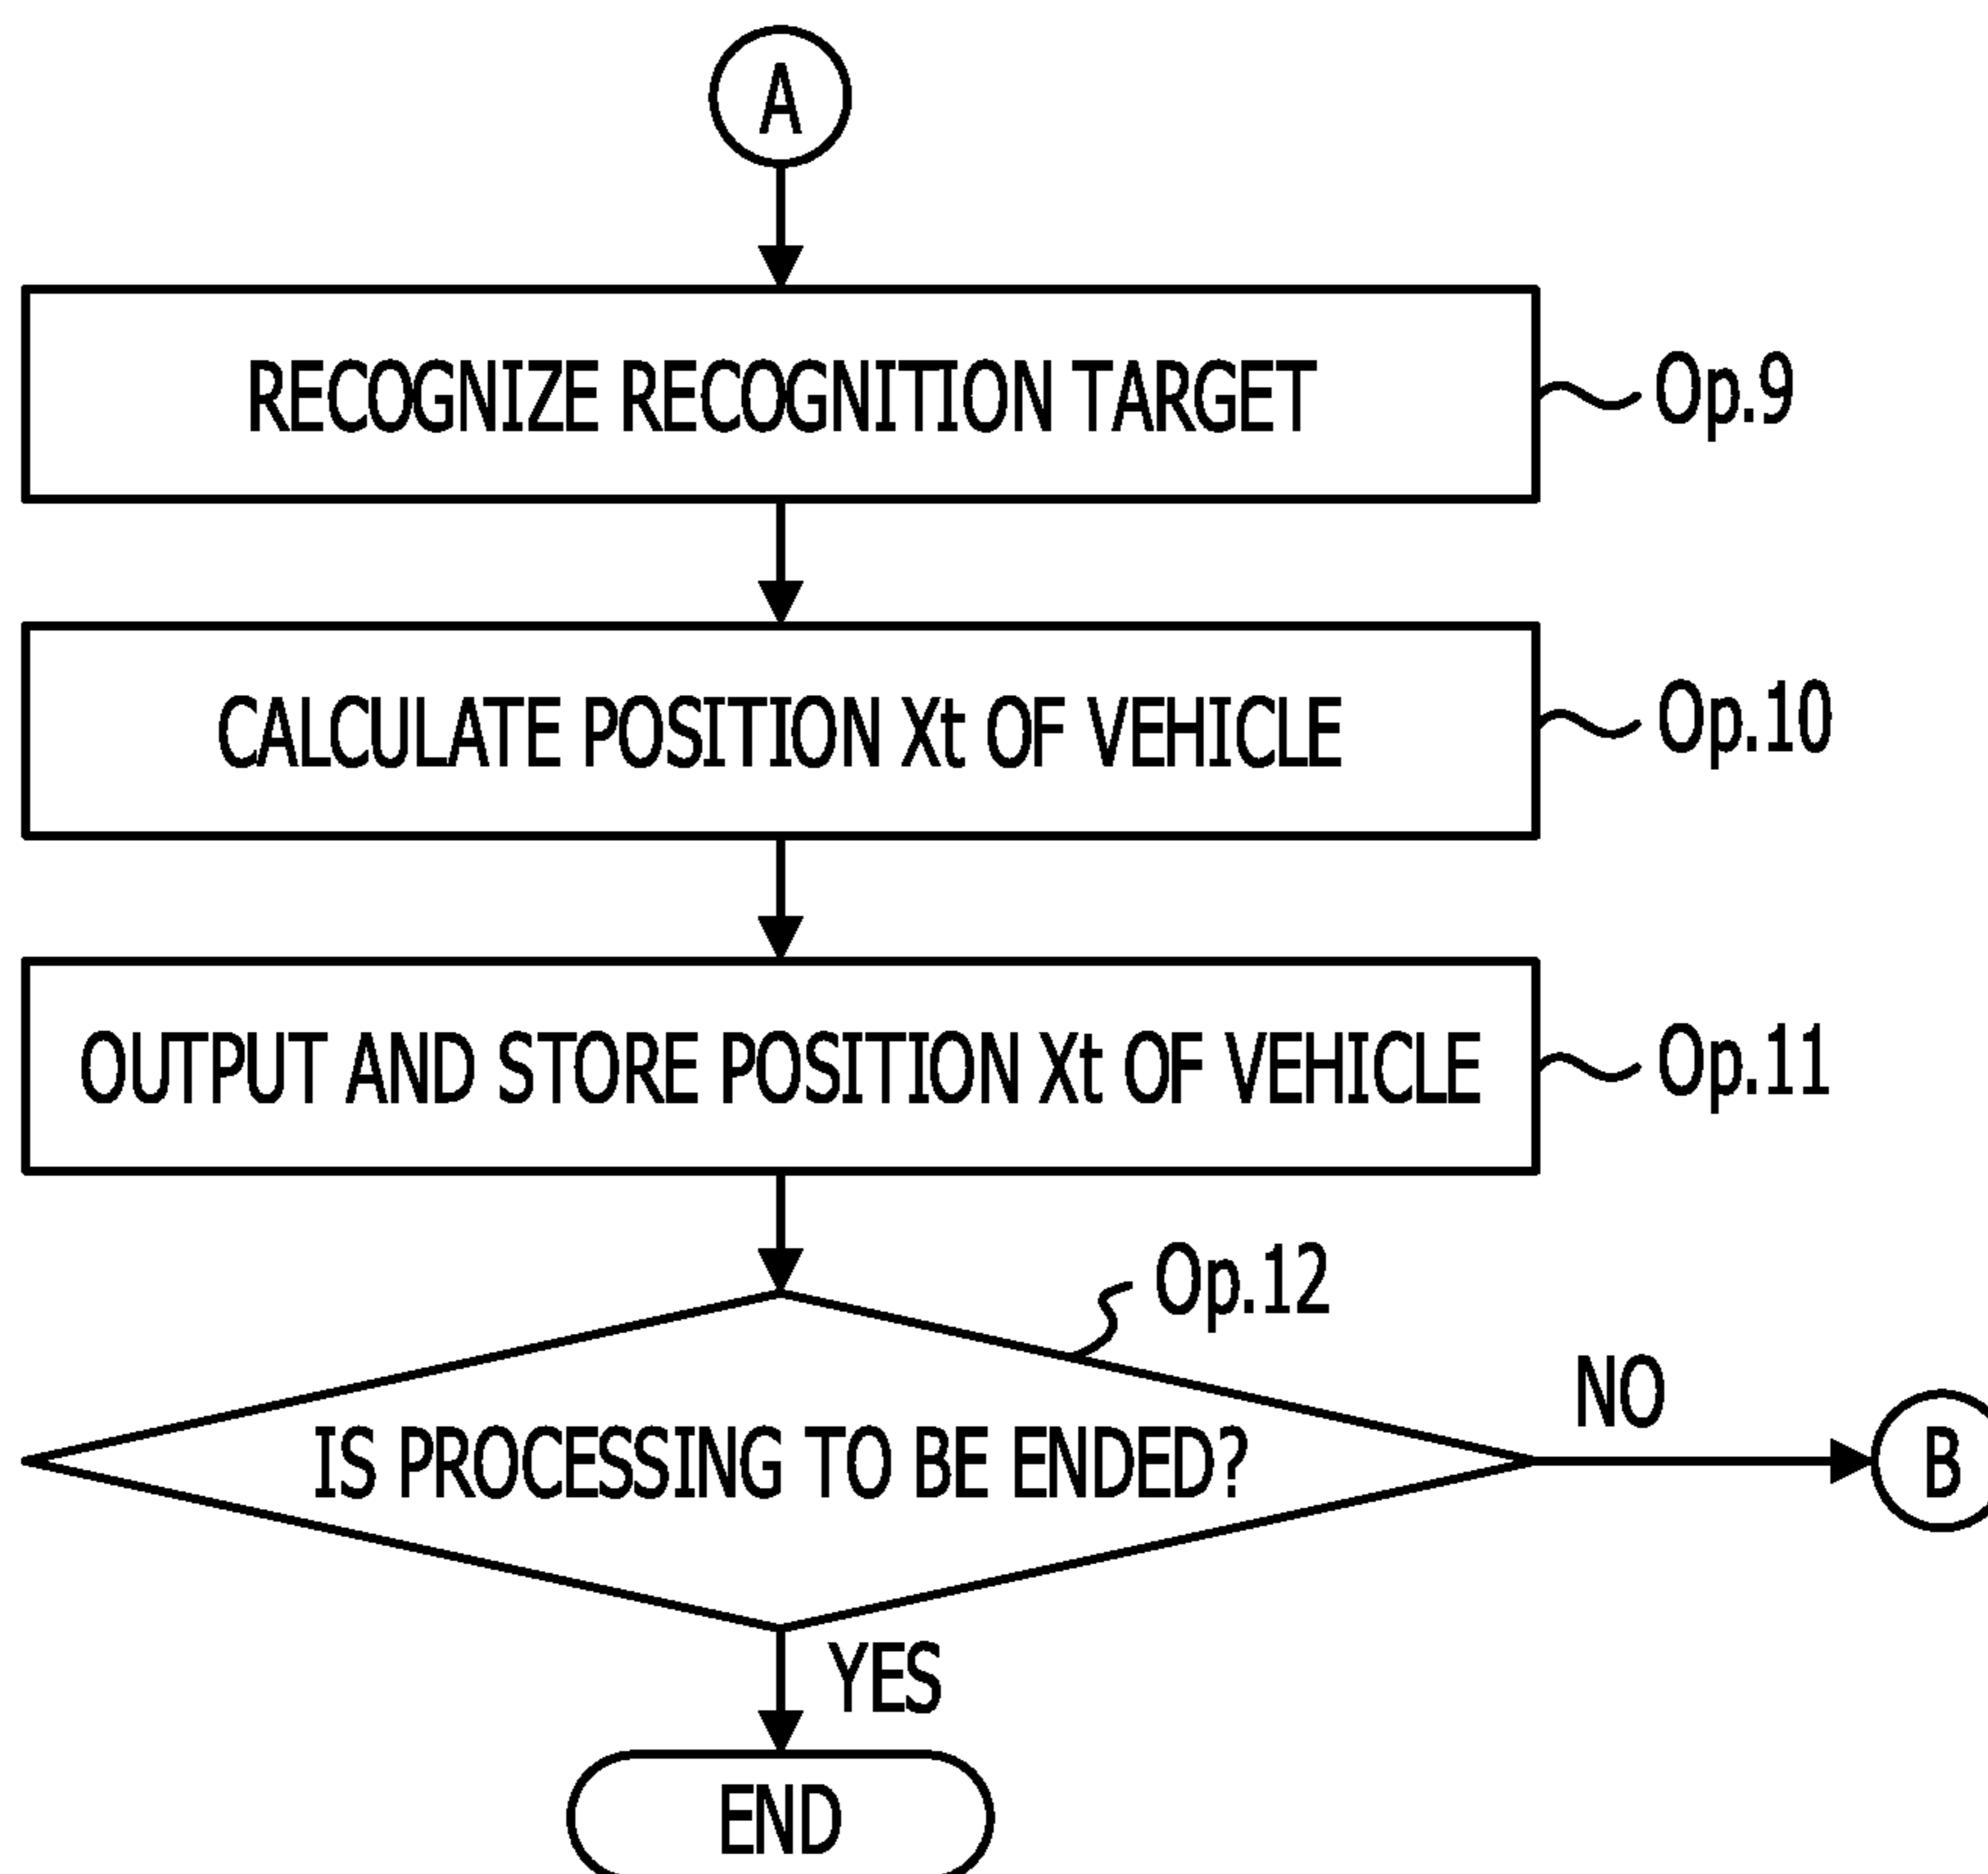 A
RECOGNIZE RECOGNITION TARGET
Op.9
CALCULATE POSITION Xt OF VEHICLE
Op.10
OUTPUT AND STORE POSITION Xt OF VEHICLE
Op.11
Op.12
IS PROCESSING TO BE ENDED?
NO
B
YES
END